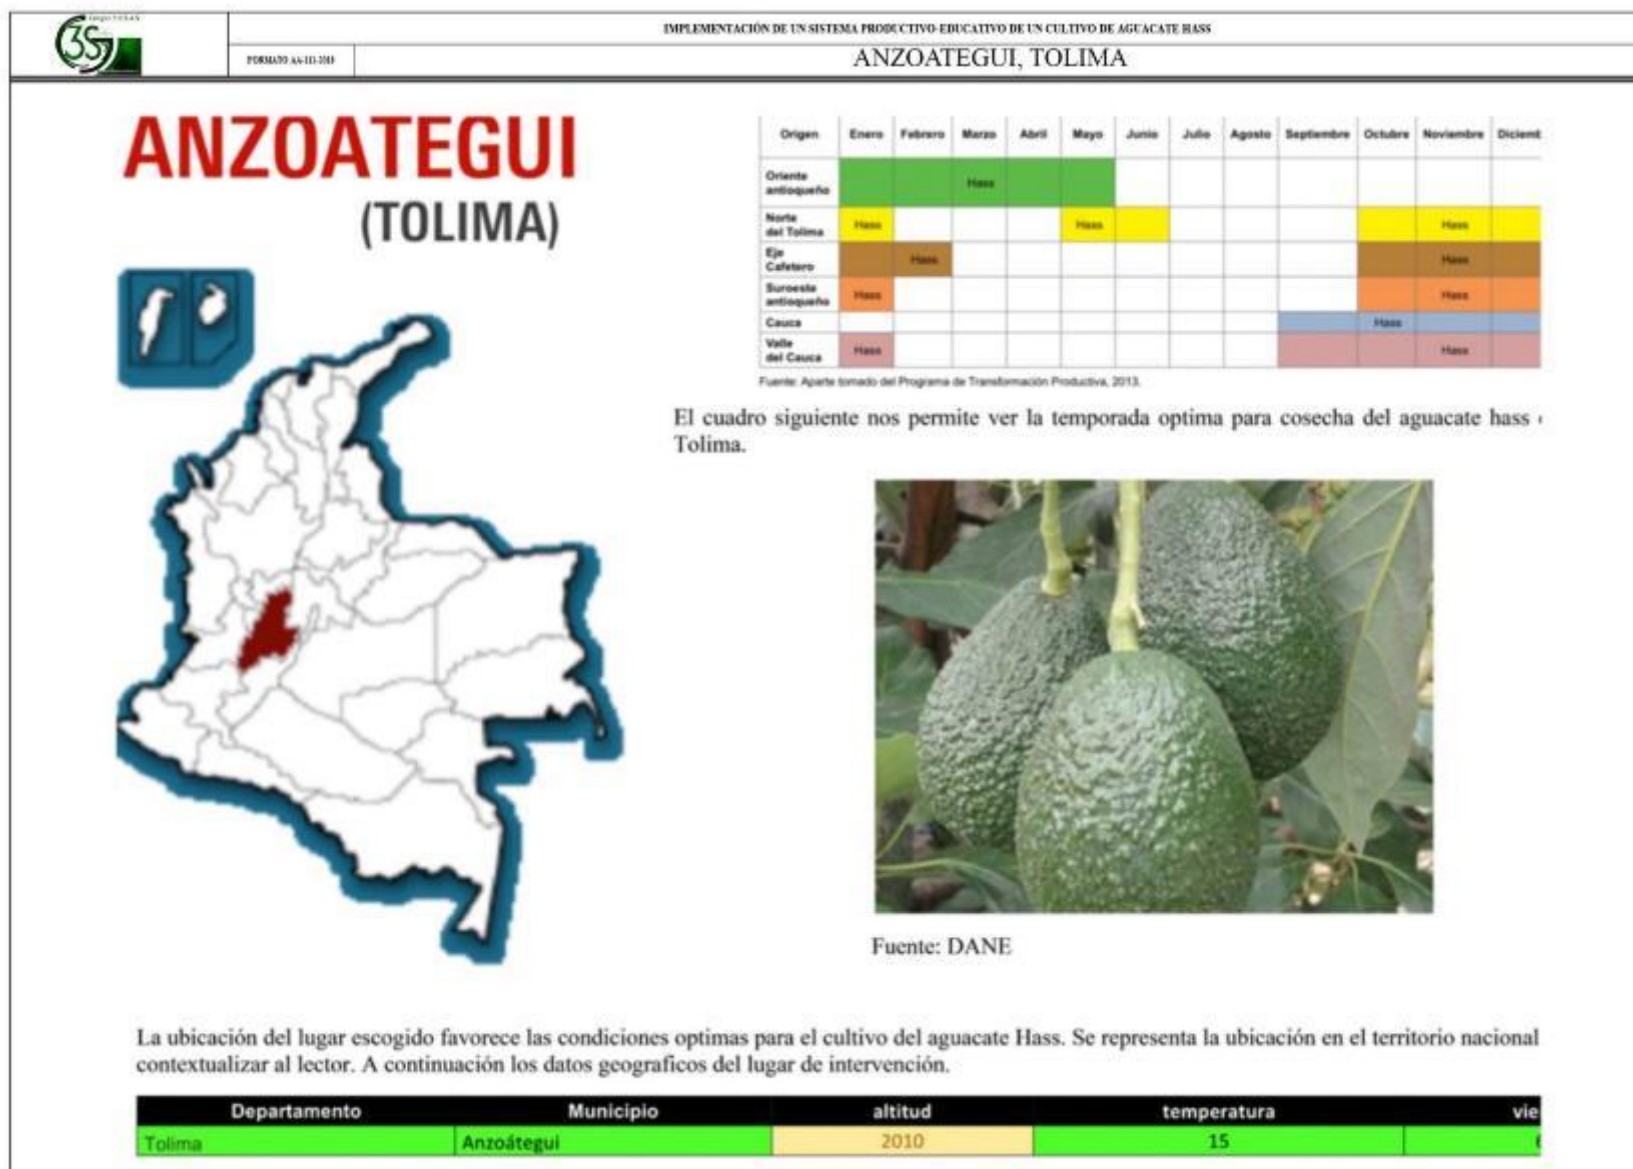 IMPLEMENTACIÓN DE UN SISTEMA PRODUCTIVO-EDUCATIVO DE UN CULTIVO DE AGUACATE HASS
ANZOATEGUI, TOLIMA
ANZOATEGUI
(TOLIMA)
Origen Enero Febrero Marzo Abril Mayo Junio Julio Agosto Septiembre Octubre Noviembre Diciemb
Oriente antioqueño Hass
Norte del Tolima Hass Hass Hass
Eje Cafetero Hass Hass
Suroeste antioqueño Hass Hass
Cauca Hass
Valle del Cauca Hass Hass
Fuente: Aparte tomado del Programa de Transformación Productiva, 2013.
El cuadro siguiente nos permite ver la temporada optima para cosecha del aguacate hass
Tolima.
Fuente: DANE
La ubicación del lugar escogido favorece las condiciones optimas para el cultivo del aguacate Hass. Se representa la ubicación en el territorio nacional
contextualizar al lector. A continuación los datos geograficos del lugar de intervención.
Departamento Municipio altitud temperatura vie
Tolima Anzoátegui 2010 15